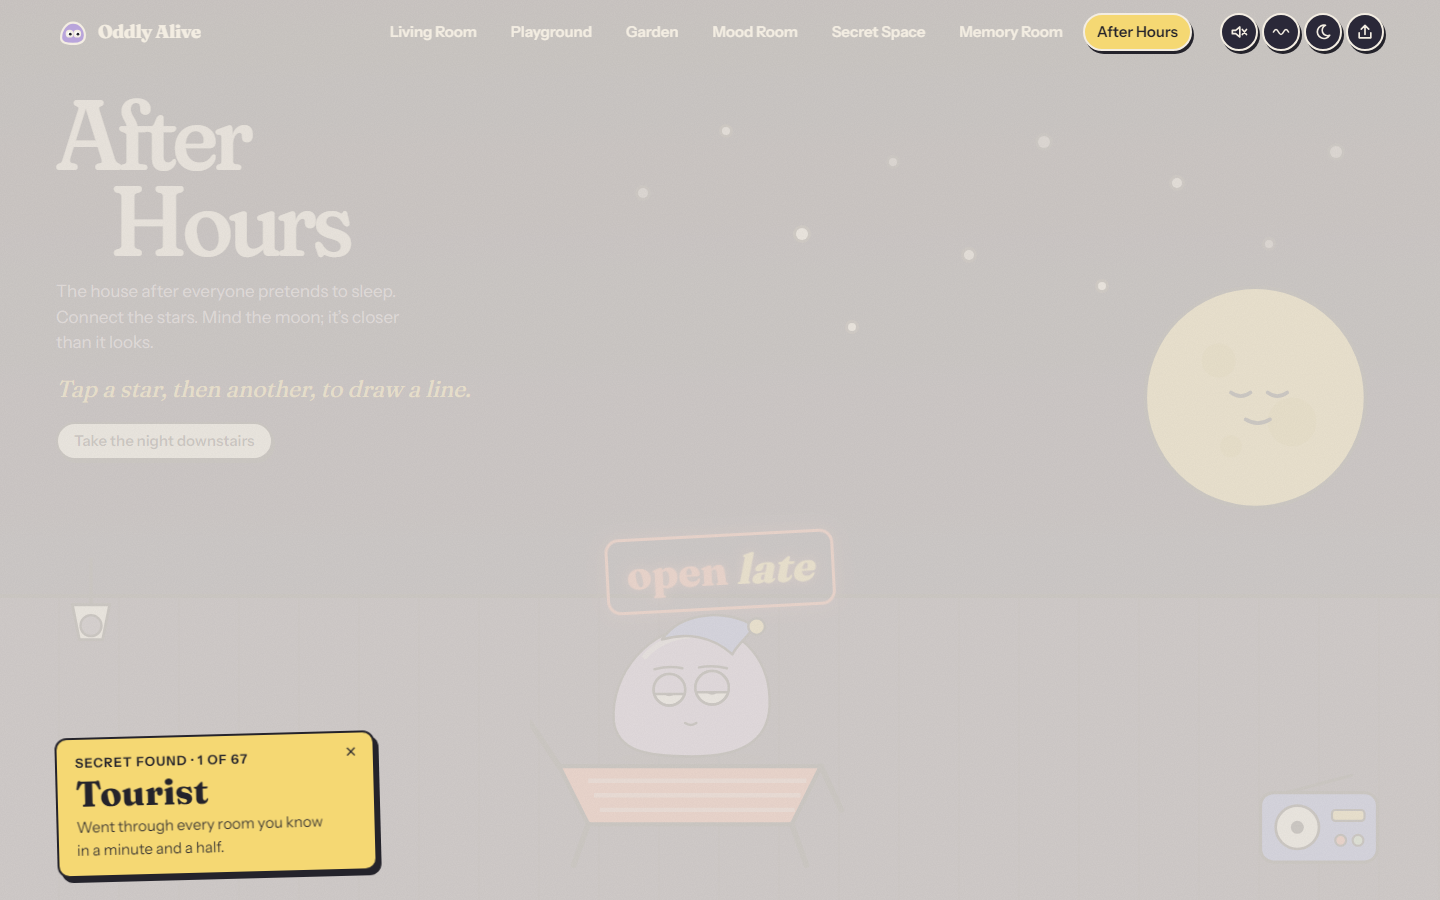 Oddly Alive
Living Room
Playground
Garden
Mood Room
Secret Space
Memory Room
After Hours
After
Hours
The house after everyone pretends to sleep.
Connect the stars. Mind the moon; it's closer
than it looks.
Tap a star, then another, to draw a line.
Take the night downstairs
open late
SECRET FOUND · 1 OF 67
Tourist
Went through every room you know
in a minute and a half.